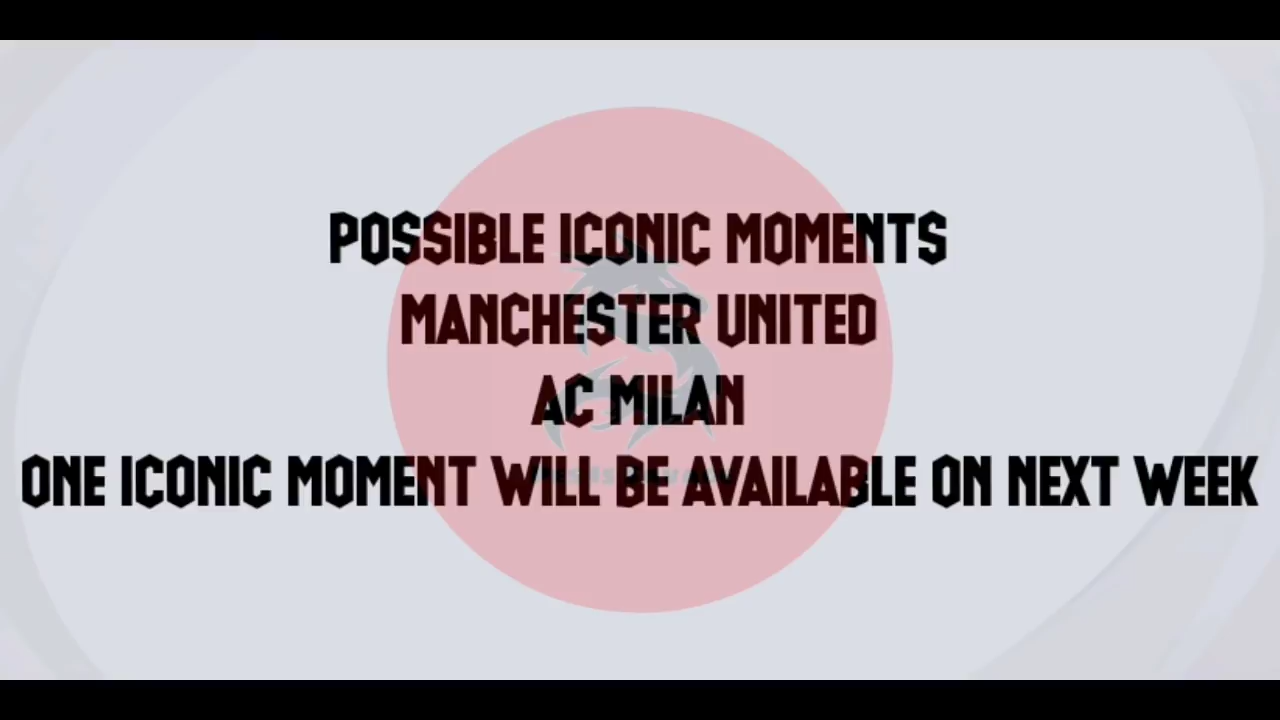 POSSIBLE ICONIC MOMENTS
MANCHESTER UNITED
AC MILAN
ONE ICONIC MOMENT WILL BE AVAILABLE ON NEXT WEEK